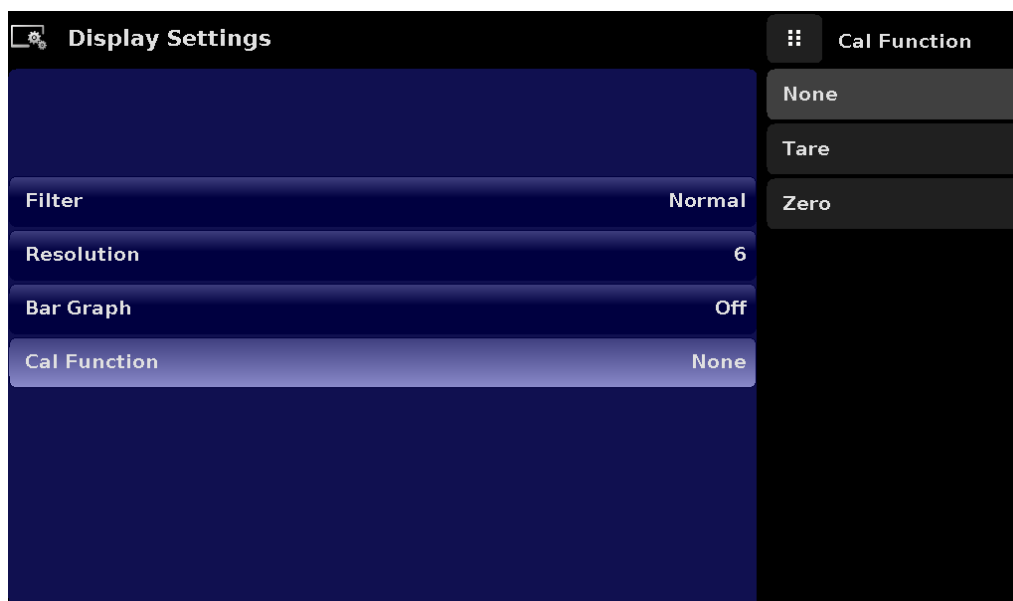 Display Settings
Filter Normal
Resolution 6
Bar Graph Off
Cal Function None
Cal Function
None
Tare
Zero